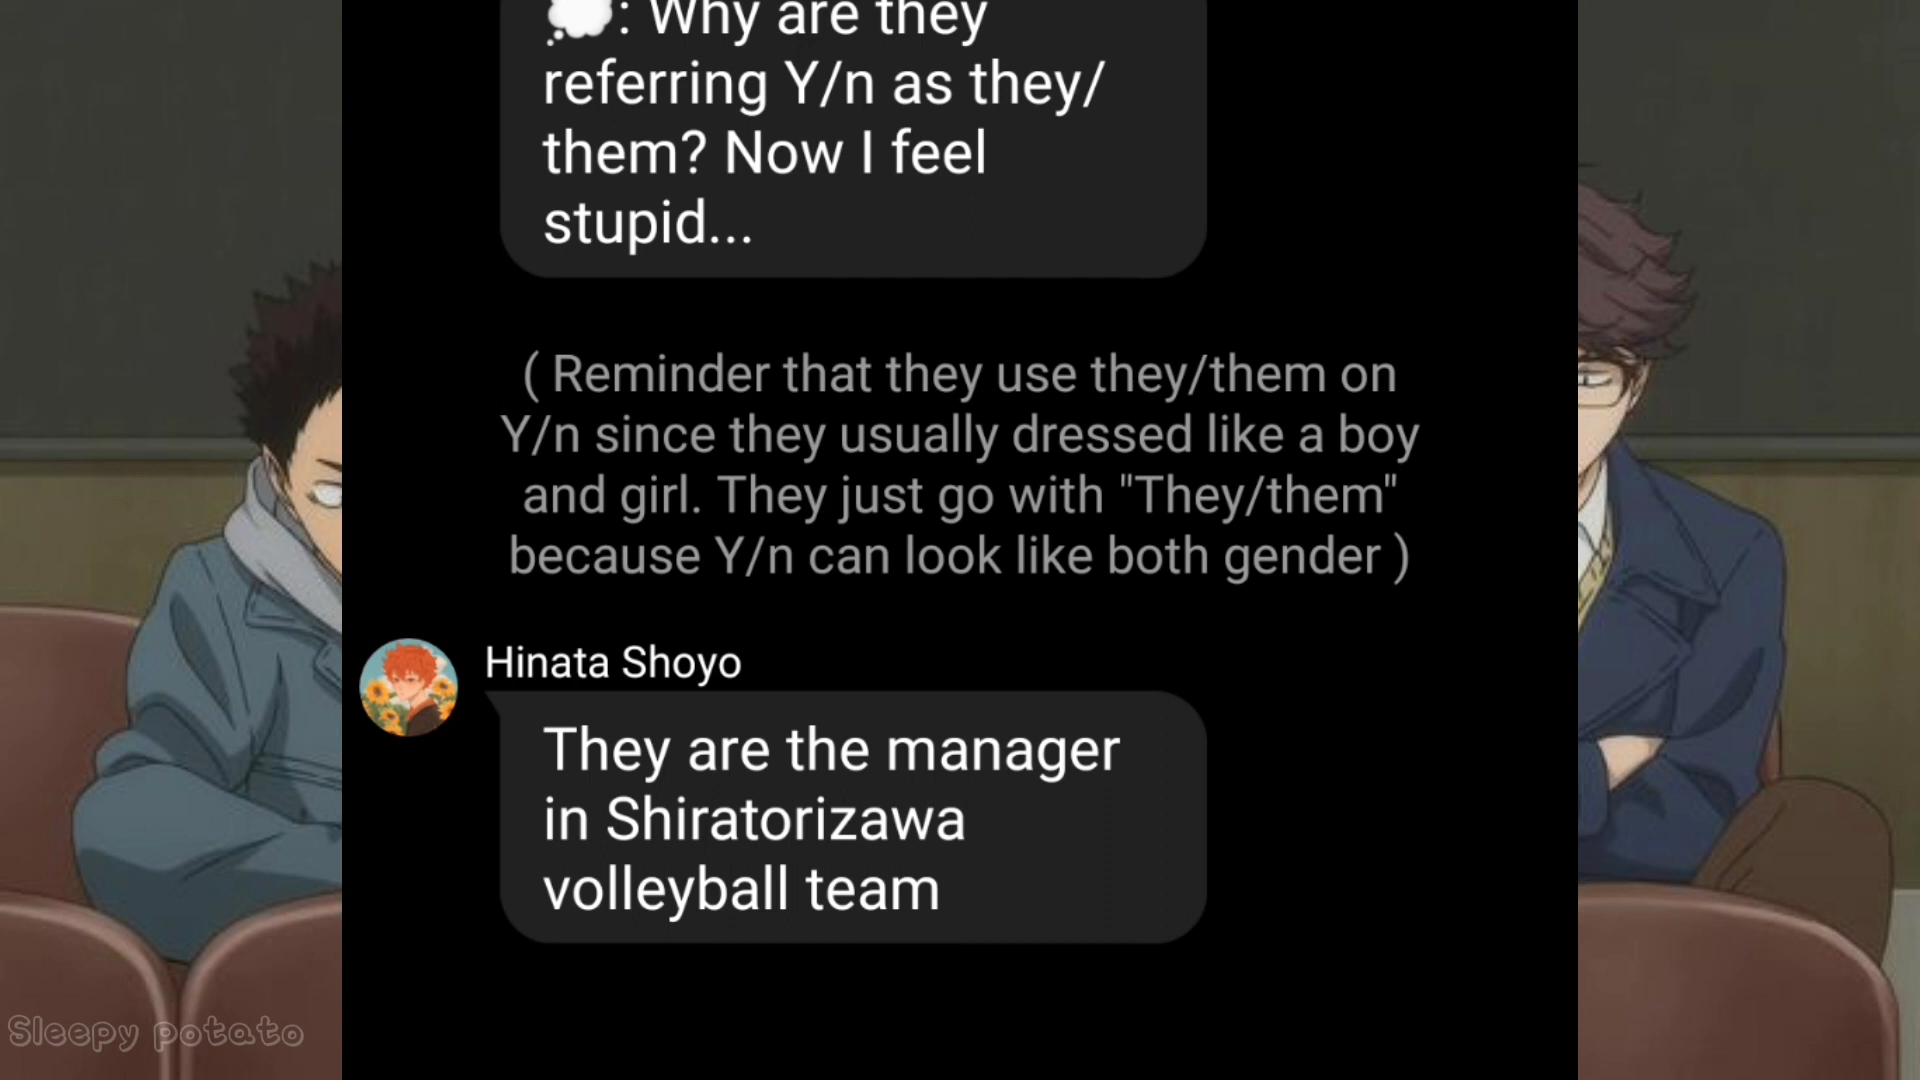 💭: Why are they
referring Y/n as they/
them? Now I feel
stupid...
( Reminder that they use they/them on
Y/n since they usually dressed like a boy
and girl. They just go with "They/them"
because Y/n can look like both gender )
Hinata Shoyo
They are the manager
in Shiratorizawa
volleyball team
Sleepy potato